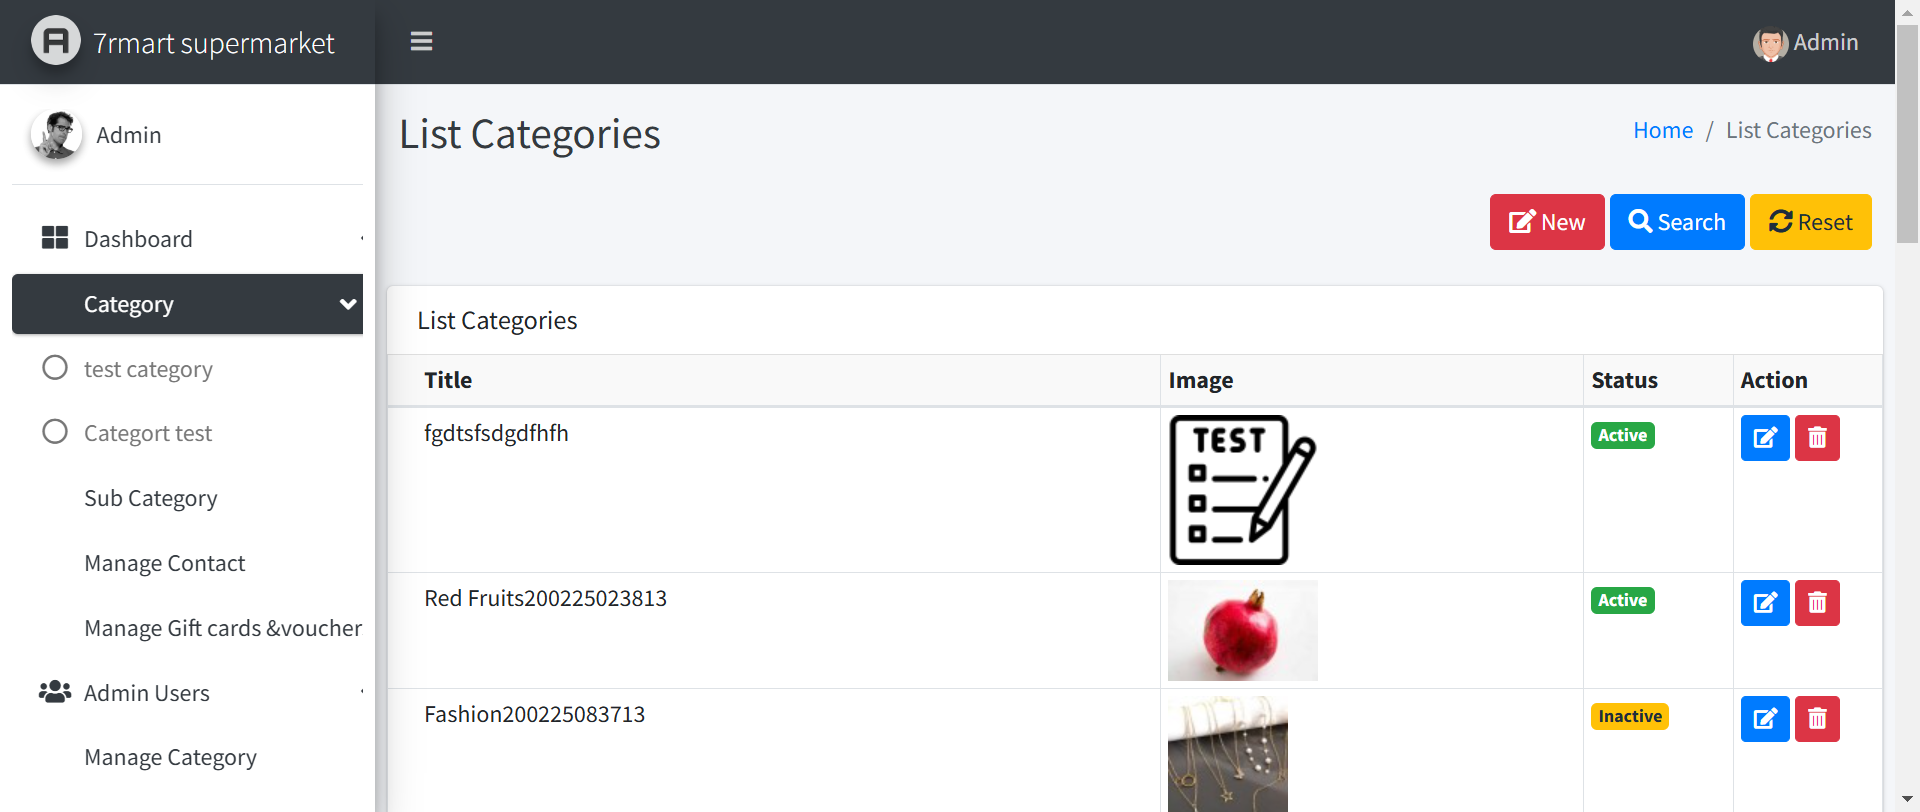 7rmart supermarket
Admin
Admin
List Categories
Home / List Categories
New
Search
Reset
Dashboard
Category
test category
Categort test
Sub Category
Manage Contact
Manage Gift cards &voucher
Admin Users
Manage Category
List Categories
Title Image Status Action
fgdtsfsdgdfhfh
TEST
Active
Red Fruits200225023813
Active
Fashion200225083713
Inactive